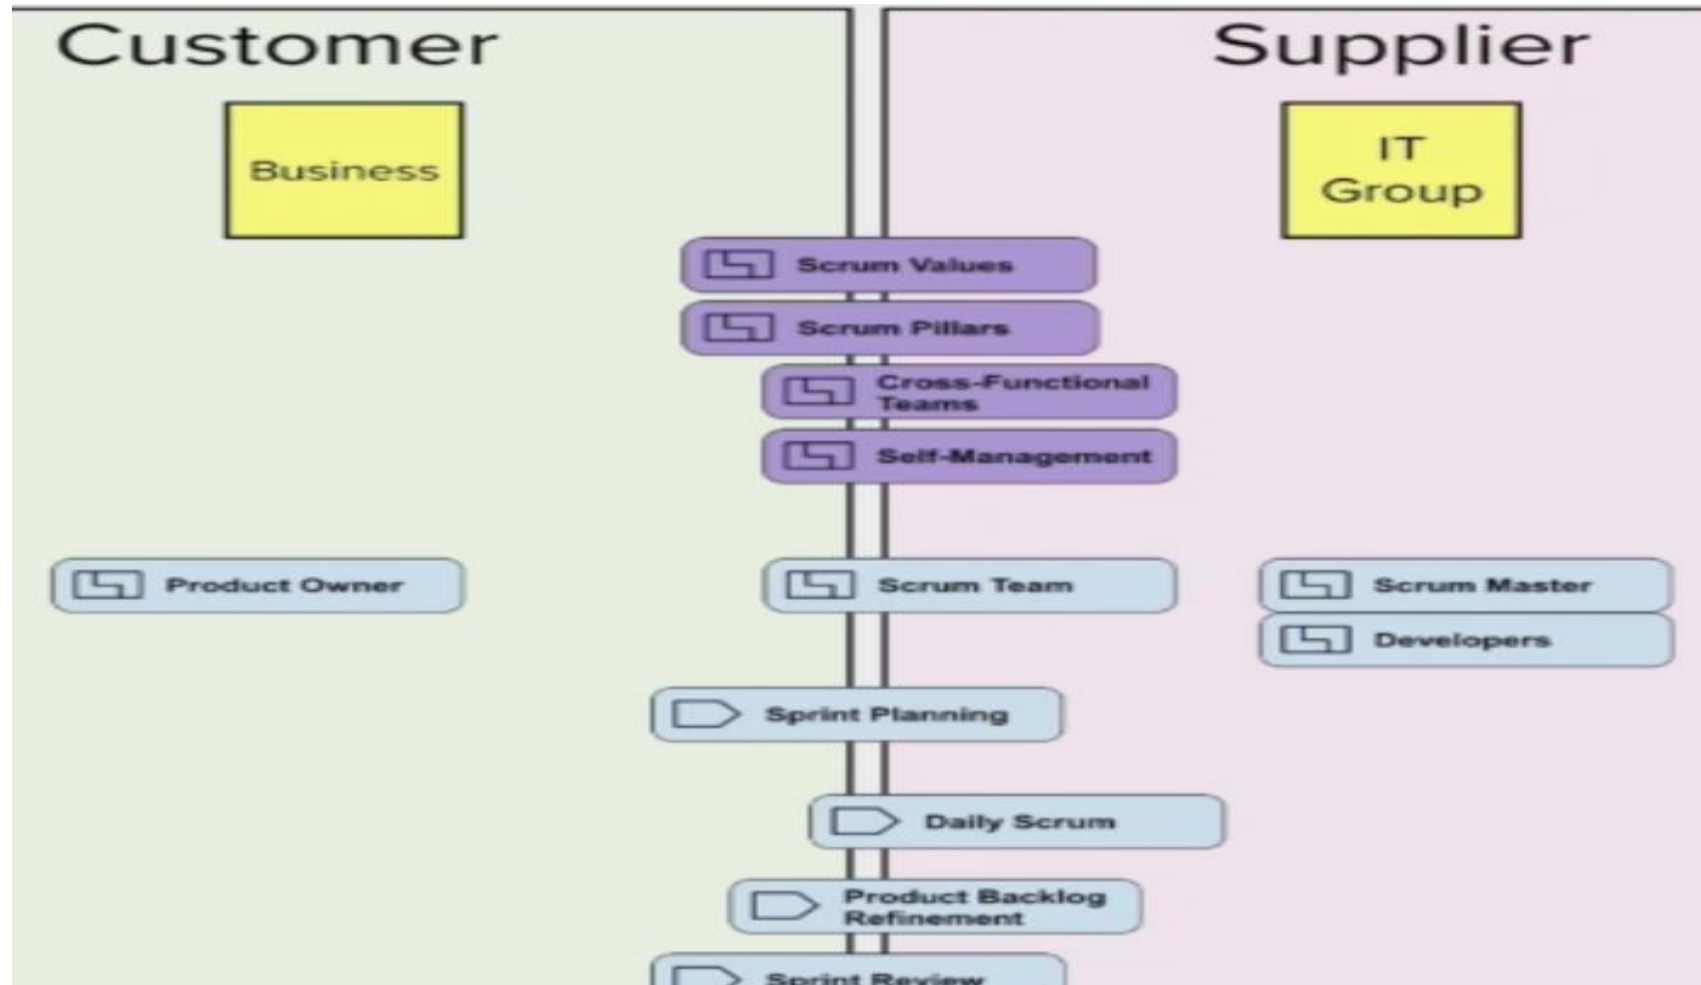 Customer
Supplier
Business
IT
Group
Scrum Values
Scrum Pillars
Cross-Functional
Teams
Self-Management
Product Owner
Scrum Team
Scrum Master
Developers
Sprint Planning
Daily Scrum
Product Backlog
Refinement
Sprint Review